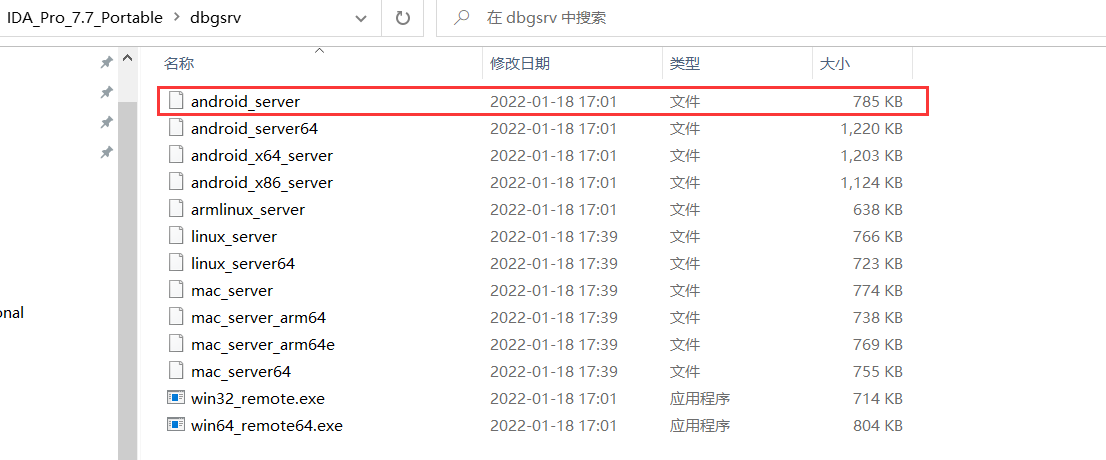 IDA_Pro_7.7_Portable > dbgsrv 在 dbgsrv 中搜索
名称 修改日期 类型 大小
android_server 2022-01-18 17:01 文件 785 KB
android_server64 2022-01-18 17:01 文件 1,220 KB
android_x64_server 2022-01-18 17:01 文件 1,203 KB
android_x86_server 2022-01-18 17:01 文件 1,124 KB
armlinux_server 2022-01-18 17:01 文件 638 KB
linux_server 2022-01-18 17:39 文件 766 KB
linux_server64 2022-01-18 17:39 文件 723 KB
mac_server 2022-01-18 17:39 文件 774 KB
onal
mac_server_arm64 2022-01-18 17:39 文件 738 KB
mac_server_arm64e 2022-01-18 17:39 文件 769 KB
mac_server64 2022-01-18 17:39 文件 755 KB
win32_remote.exe 2022-01-18 17:01 应用程序 714 KB
win64_remote64.exe 2022-01-18 17:01 应用程序 804 KB